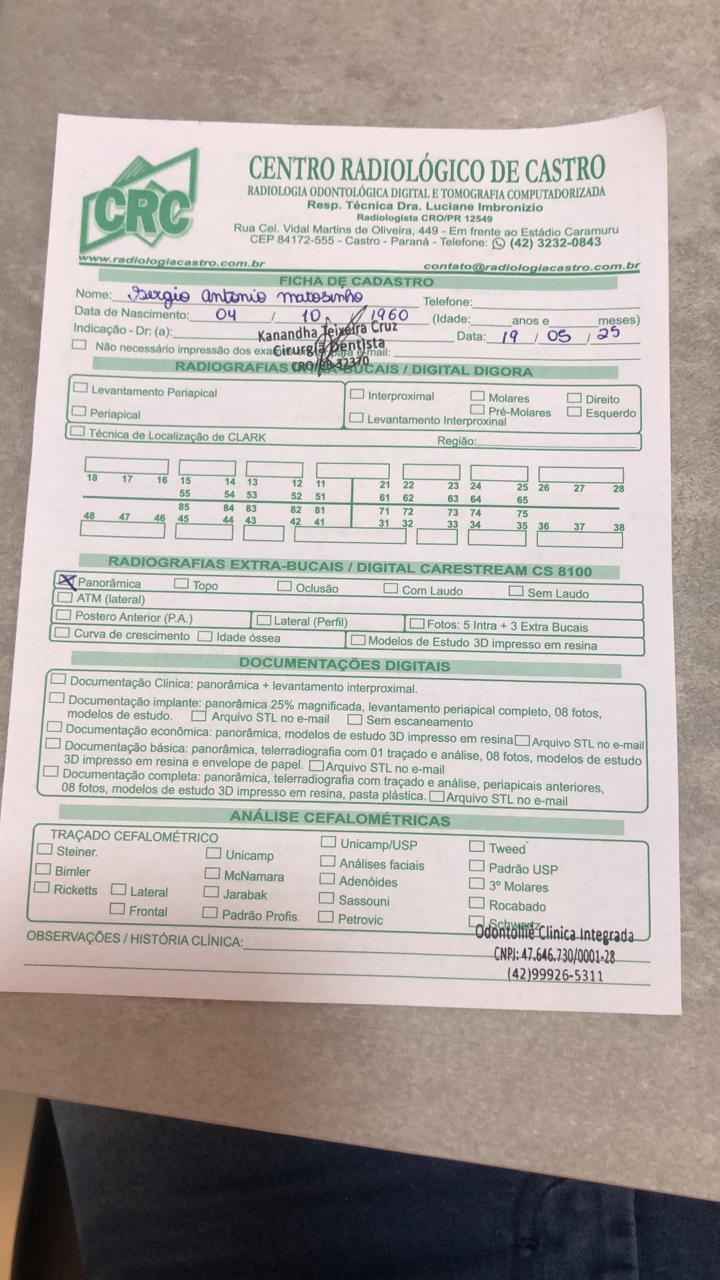 CRC
CENTRO RADIOLÓGICO DE CASTRO
RADIOLOGIA ODONTOLÓGICA DIGITAL E TOMOGRAFIA COMPUTADORIZADA
Resp. Técnica Dra. Luciane Imbronizio
Radiologista CRO/PR 12549
Rua Cel. Vidal Martins de Oliveira, 449 - Em frente ao Estádio Caramuru
CEP 84172-555 - Castro - Paraná - Telefone: (42) 3232-0843
www.radiologiacastro.com.br contato@radiologiacastro.com.br
FICHA DE CADASTRO
Nome: Sergio Antonio matosinho Telefone:
Data de Nascimento: 04 / 10 / 1960 (Idade: anos e meses)
Indicação - Dr: (a): Kanandha Teixeira Cruz Data: 19 / 05 / 25
Cirurgiã Dentista
Não necessário impressão dos mail:
RADIOGRAFIAS BUCAIS / DIGITAL DIGORA
Levantamento Periapical Interproximal Molares Direito
Periapical Levantamento Interproxinal Pré-Molares Esquerdo
Técnica de Localização de CLARK Região:
18 17 16 15 14 13 12 11 21 22 23 24 25 26 27 28
55 54 53 52 51 61 62 63 64 65
85 84 83 82 81 71 72 73 74 75
48 47 46 45 44 43 42 41 31 32 33 34 35 36 37 38
RADIOGRAFIAS EXTRA-BUCAIS / DIGITAL CARESTREAM CS 8100
X Panorâmica Topo Oclusão Com Laudo Sem Laudo
ATM (lateral)
Postero Anterior (P.A.) Lateral (Perfil) Fotos: 5 Intra + 3 Extra Bucais
Curva de crescimento Idade óssea Modelos de Estudo 3D impresso em resina
DOCUMENTAÇÕES DIGITAIS
Documentação Clinica: panorâmica + levantamento interproximal.
Documentação implante: panorâmica 25% magnificada, levantamento periapical completo, 08 fotos,
modelos de estudo. Arquivo STL no e-mail Sem escaneamento
Documentação econômica: panorâmica, modelos de estudo 3D impresso em resina Arquivo STL no e-mail
Documentação básica: panorâmica, telerradiografia com 01 traçado e análise, 08 fotos, modelos de estudo
3D impresso em resina e envelope de papel. Arquivo STL no e-mail
Documentação completa: panorâmica, telerradiografia com traçado e análise, periapicais anteriores,
08 fotos, modelos de estudo 3D impresso em resina, pasta plástica. Arquivo STL no e-mail
ANÁLISE CEFALOMÉTRICAS
TRAÇADO CEFALOMÉTRICO
Steiner. Unicamp Unicamp/USP Tweed
Bimler McNamara Análises faciais Padrão USP
Ricketts Lateral Jarabak Adenóides 3º Molares
Frontal Padrão Profis Sassouni Rocabado
Petrovic Schwartz
OBSERVAÇÕES / HISTÓRIA CLÍNICA:
Odontollie Clinica Integrada
CNPJ: 47.646.730/0001-28
(42)99926-5311